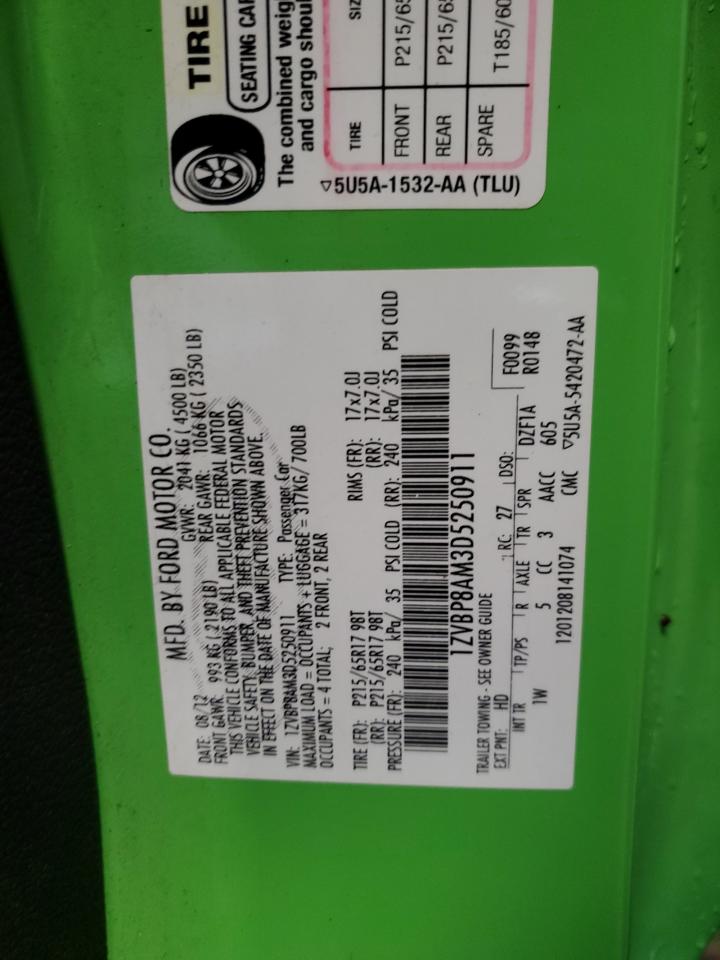 TIRE
SEATING CAP
The combined weig
and cargo shou
TIRE SIZ
FRONT P215/65
REAR P215/65
SPARE T185/60
▽5U5A-1532-AA (TLU)
MFD. BY FORD MOTOR CO.
DATE: 08/12 GVWR: 2041 KG ( 4500 LB)
FRONT GAWR: 993 KG ( 2190 LB) REAR GAWR: 1066 KG ( 2350 LB)
THIS VEHICLE CONFORMS TO ALL APPLICABLE FEDERAL MOTOR
VEHICLE SAFETY, BUMPER, AND THEFT PREVENTION STANDARDS
IN EFFECT ON THE DATE OF MANUFACTURE SHOWN ABOVE.
VIN: 1ZVBP8AM3D5250911 TYPE: Passenger Car
MAXIMUM LOAD = OCCUPANTS + LUGGAGE = 317KG/700LB
OCCUPANTS = 4 TOTAL; 2 FRONT, 2 REAR
TIRE (FR): P215/65R17 98T RIMS (FR): 17x7.0J
(RR): P215/65R17 98T (RR): 17x7.0J
PRESSURE (FR): 240 kPa/ 35 PSI COLD (RR): 240 kPa/ 35 PSI COLD
1ZVBP8AM3D5250911
TRAILER TOWING - SEE OWNER GUIDE
EXT PNT: HD RC: 27 DSO: F0099
INT TR TP/PS R AXLE TR SPR DZF1A R0148
1W 5 CC 3 AACC 605
1201208141074 CMC ▽5U5A-5420472-AA